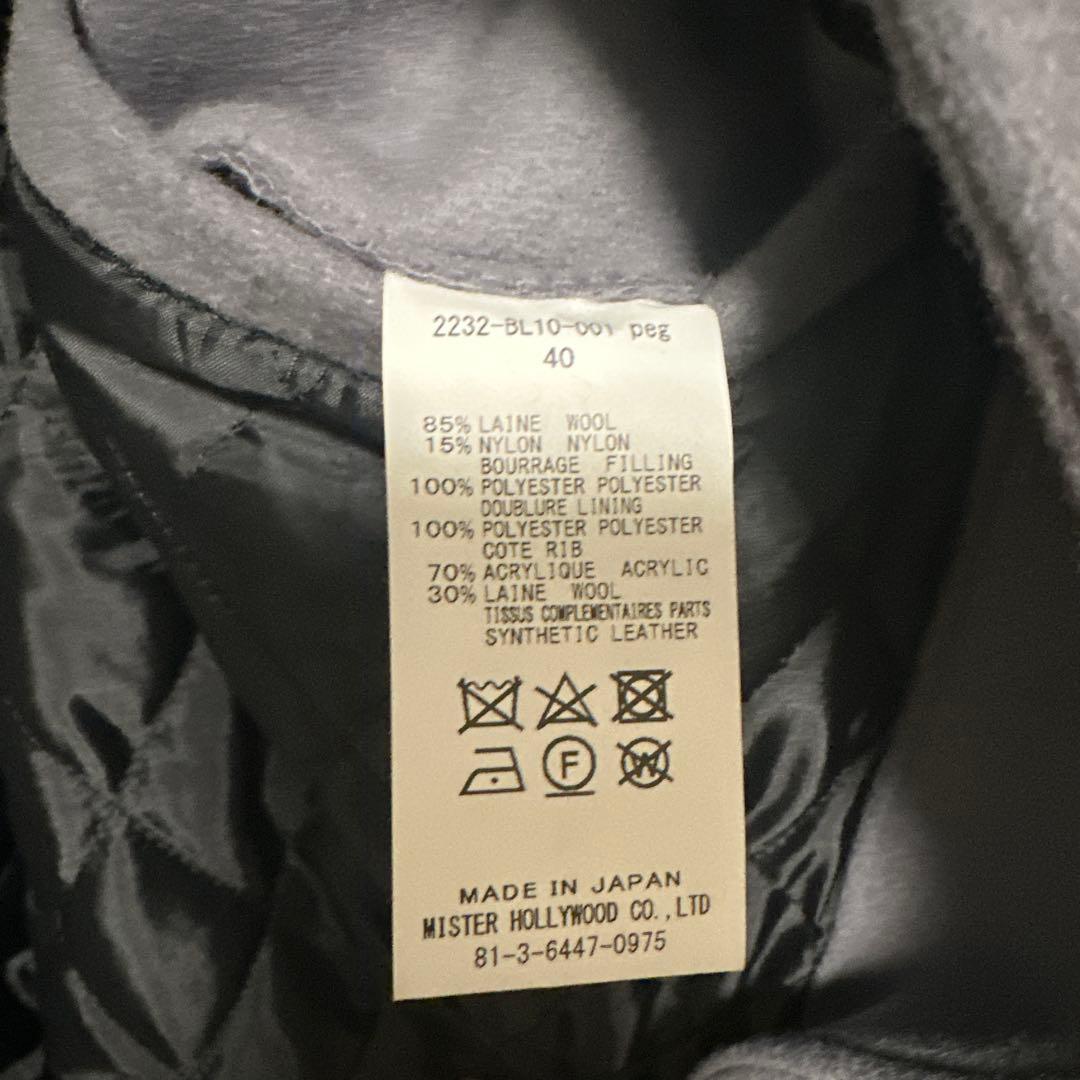 2232-BL10-001 peg
40
85% LAINE WOOL
15% NYLON NYLON
BOURRAGE FILLING
100% POLYESTER POLYESTER
DOUBLURE LINING
100% POLYESTER POLYESTER
COTE RIB
70% ACRYLIQUE ACRYLIC
30% LAINE WOOL
TISSUS COMPLEMENTAIRES PARTS
SYNTHETIC LEATHER
F W
MADE IN JAPAN
MISTER HOLLYWOOD CO.,LTD
81-3-6447-0975